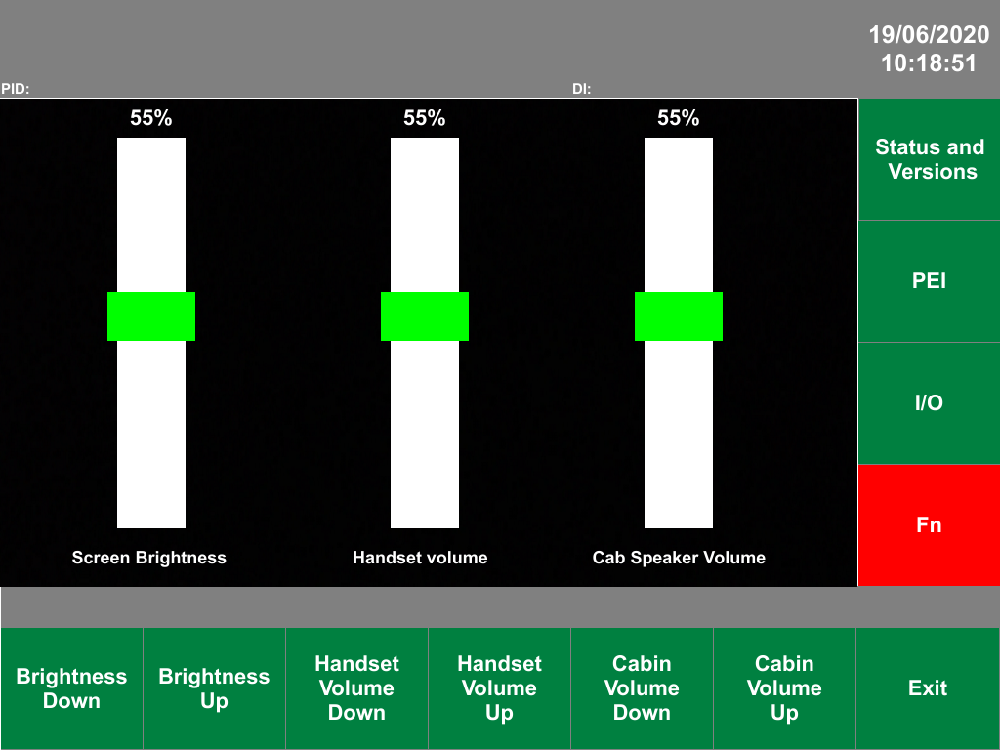 19/06/2020
10:18:51
PID:
DI:
55%
55%
55%
Screen Brightness
Handset volume
Cab Speaker Volume
Status and
Versions
PEI
I/O
Fn
Brightness
Down
Brightness
Up
Handset
Volume
Down
Handset
Volume
Up
Cabin
Volume
Down
Cabin
Volume
Up
Exit